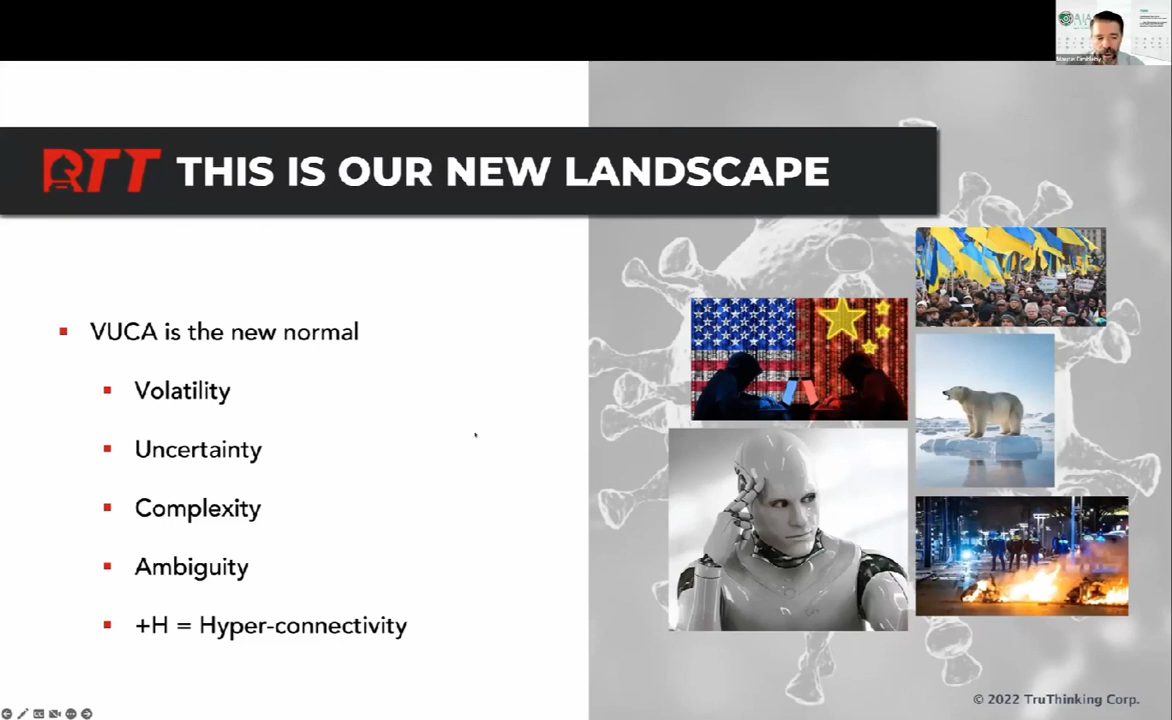 RTT THIS IS OUR NEW LANDSCAPE
VUCA is the new normal
Volatility
Uncertainty
Complexity
Ambiguity
+H = Hyper-connectivity
© 2022 TruThinking Corp.